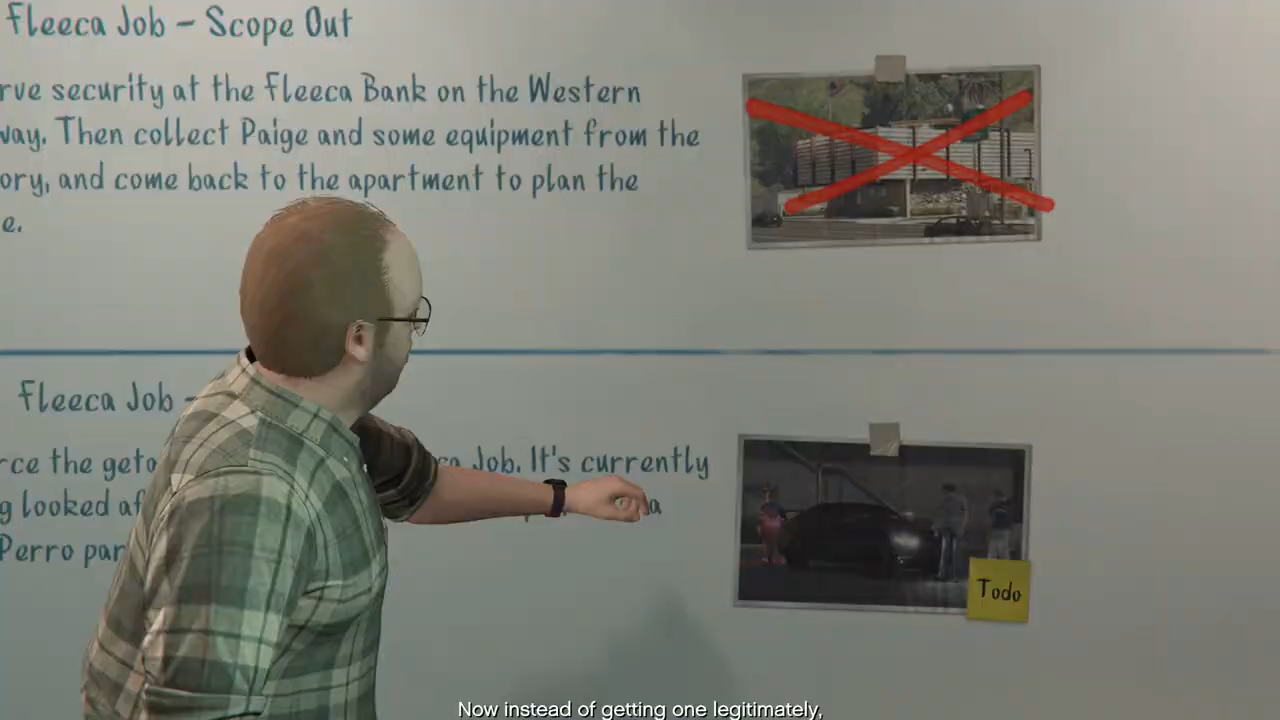 Fleeca Job - Scope Out
rve security at the Fleeca Bank on the Western
way. Then collect Paige and some equipment from the
ory, and come back to the apartment to plan the
e.
Fleeca Job -
rce the geta Job. It's currently
g looked af a
Perro par
Todo
Now instead of getting one legitimately,